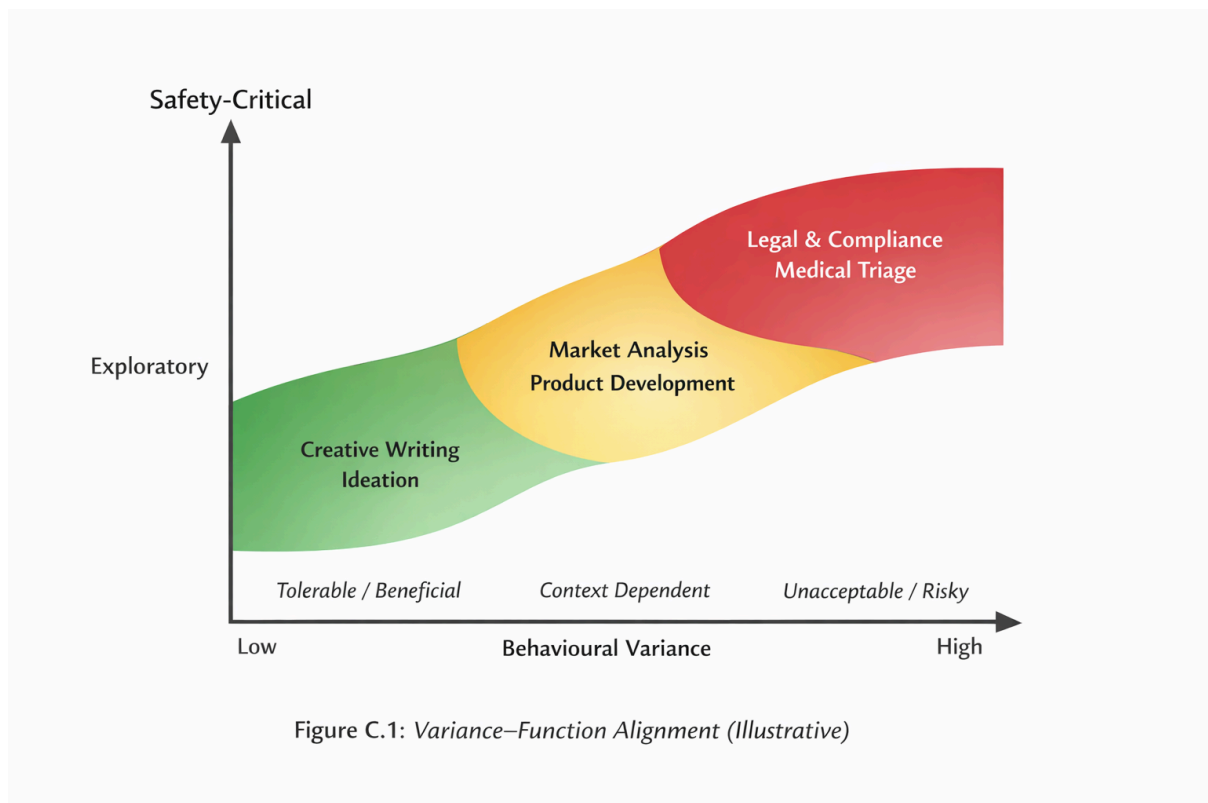 Safety-Critical
Legal & Compliance
Medical Triage
Market Analysis
Product Development
Exploratory
Creative Writing
Ideation
Tolerable / Beneficial
Context Dependent
Unacceptable / Risky
Low
Behavioural Variance
High
Figure C.1: Variance–Function Alignment (Illustrative)